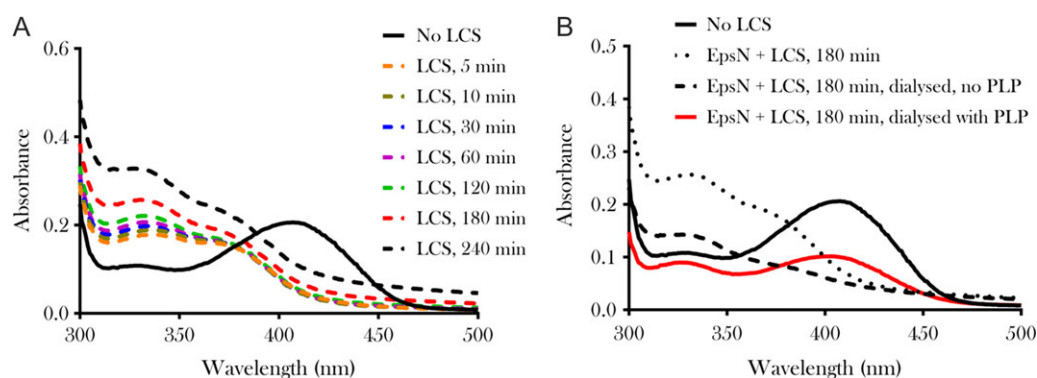 A
0.6
0.4
0.2
0.0
300
350
400
450
500
Absorbance
Wavelength (nm)
No LCS
LCS, 5 min
LCS, 10 min
LCS, 30 min
LCS, 60 min
LCS, 120 min
LCS, 180 min
LCS, 240 min
B
0.5
0.4
0.3
0.2
0.1
0.0
300
350
400
450
500
Absorbance
Wavelength (nm)
No LCS
EpsN + LCS, 180 min
EpsN + LCS, 180 min, dialysed, no PLP
EpsN + LCS, 180 min, dialysed with PLP